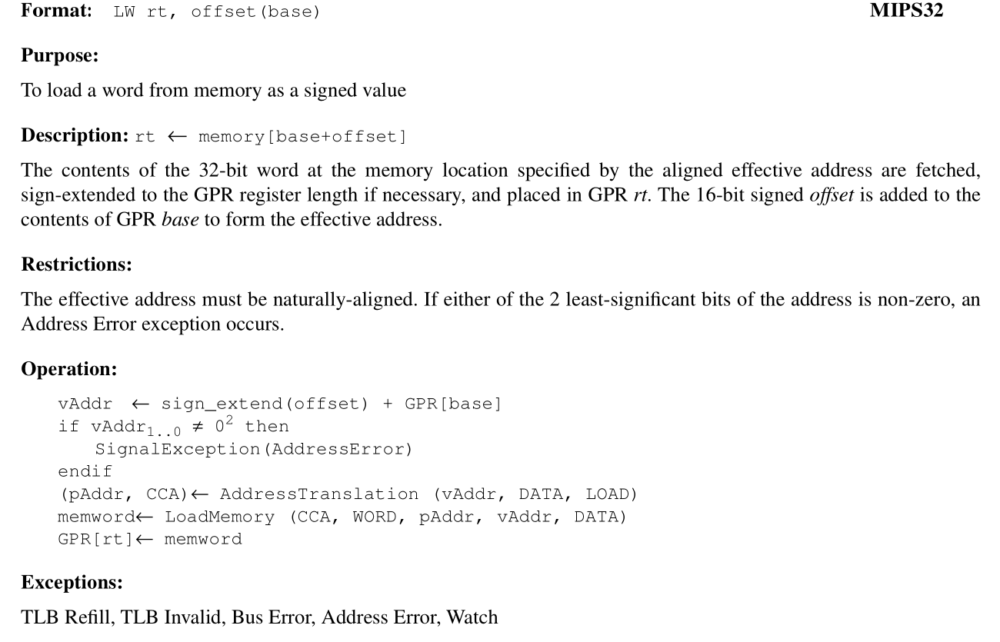 Format: LW rt, offset(base) MIPS32
Purpose:
To load a word from memory as a signed value
Description: rt ← memory[base+offset]
The contents of the 32-bit word at the memory location specified by the aligned effective address are fetched,
sign-extended to the GPR register length if necessary, and placed in GPR rt. The 16-bit signed offset is added to the
contents of GPR base to form the effective address.
Restrictions:
The effective address must be naturally-aligned. If either of the 2 least-significant bits of the address is non-zero, an
Address Error exception occurs.
Operation:
vAddr ← sign_extend(offset) + GPR[base]
if vAddr₁..₀ ≠ 0² then
SignalException(AddressError)
endif
(pAddr, CCA)← AddressTranslation (vAddr, DATA, LOAD)
memword← LoadMemory (CCA, WORD, pAddr, vAddr, DATA)
GPR[rt]← memword
Exceptions:
TLB Refill, TLB Invalid, Bus Error, Address Error, Watch